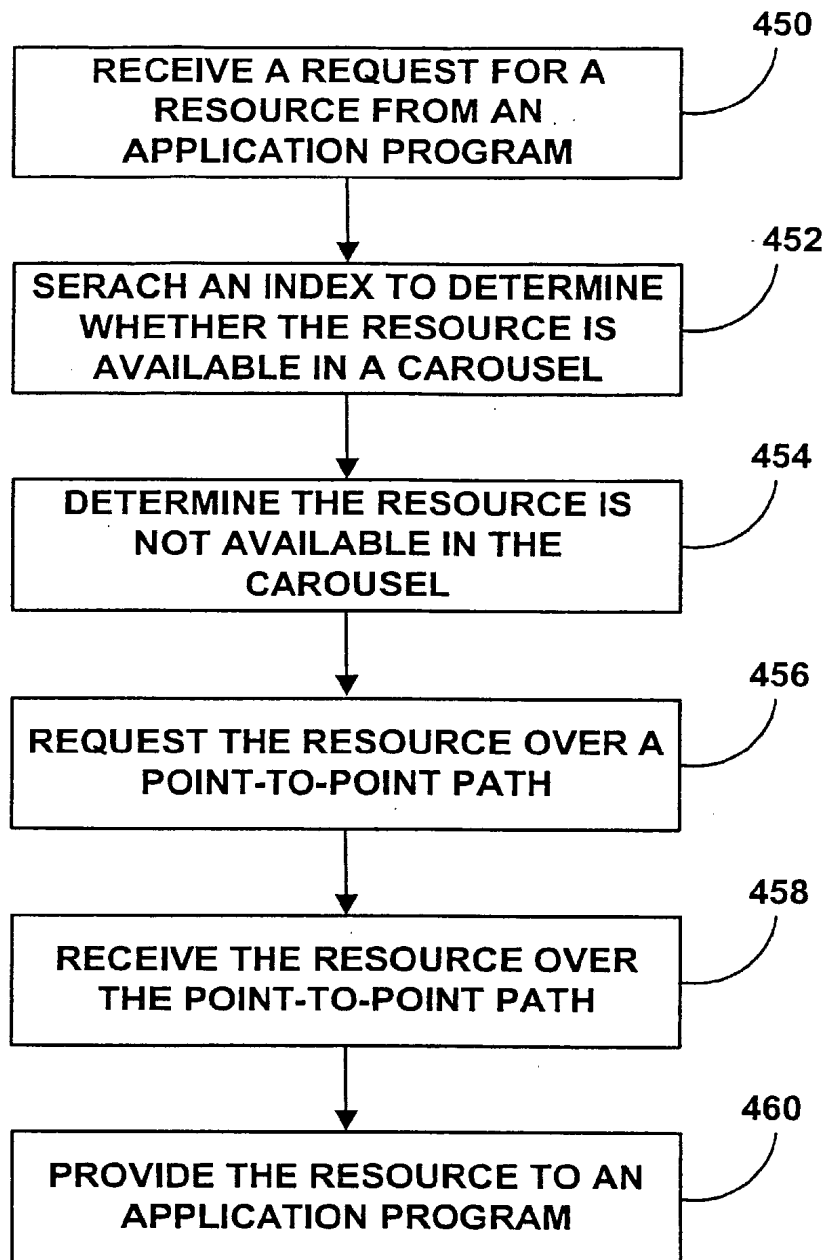 450
RECEIVE A REQUEST FOR A
RESOURCE FROM AN
APPLICATION PROGRAM
452
SERACH AN INDEX TO DETERMINE
WHETHER THE RESOURCE IS
AVAILABLE IN A CAROUSEL
454
DETERMINE THE RESOURCE IS
NOT AVAILABLE IN THE
CAROUSEL
456
REQUEST THE RESOURCE OVER A
POINT-TO-POINT PATH
458
RECEIVE THE RESOURCE OVER
THE POINT-TO-POINT PATH
460
PROVIDE THE RESOURCE TO AN
APPLICATION PROGRAM